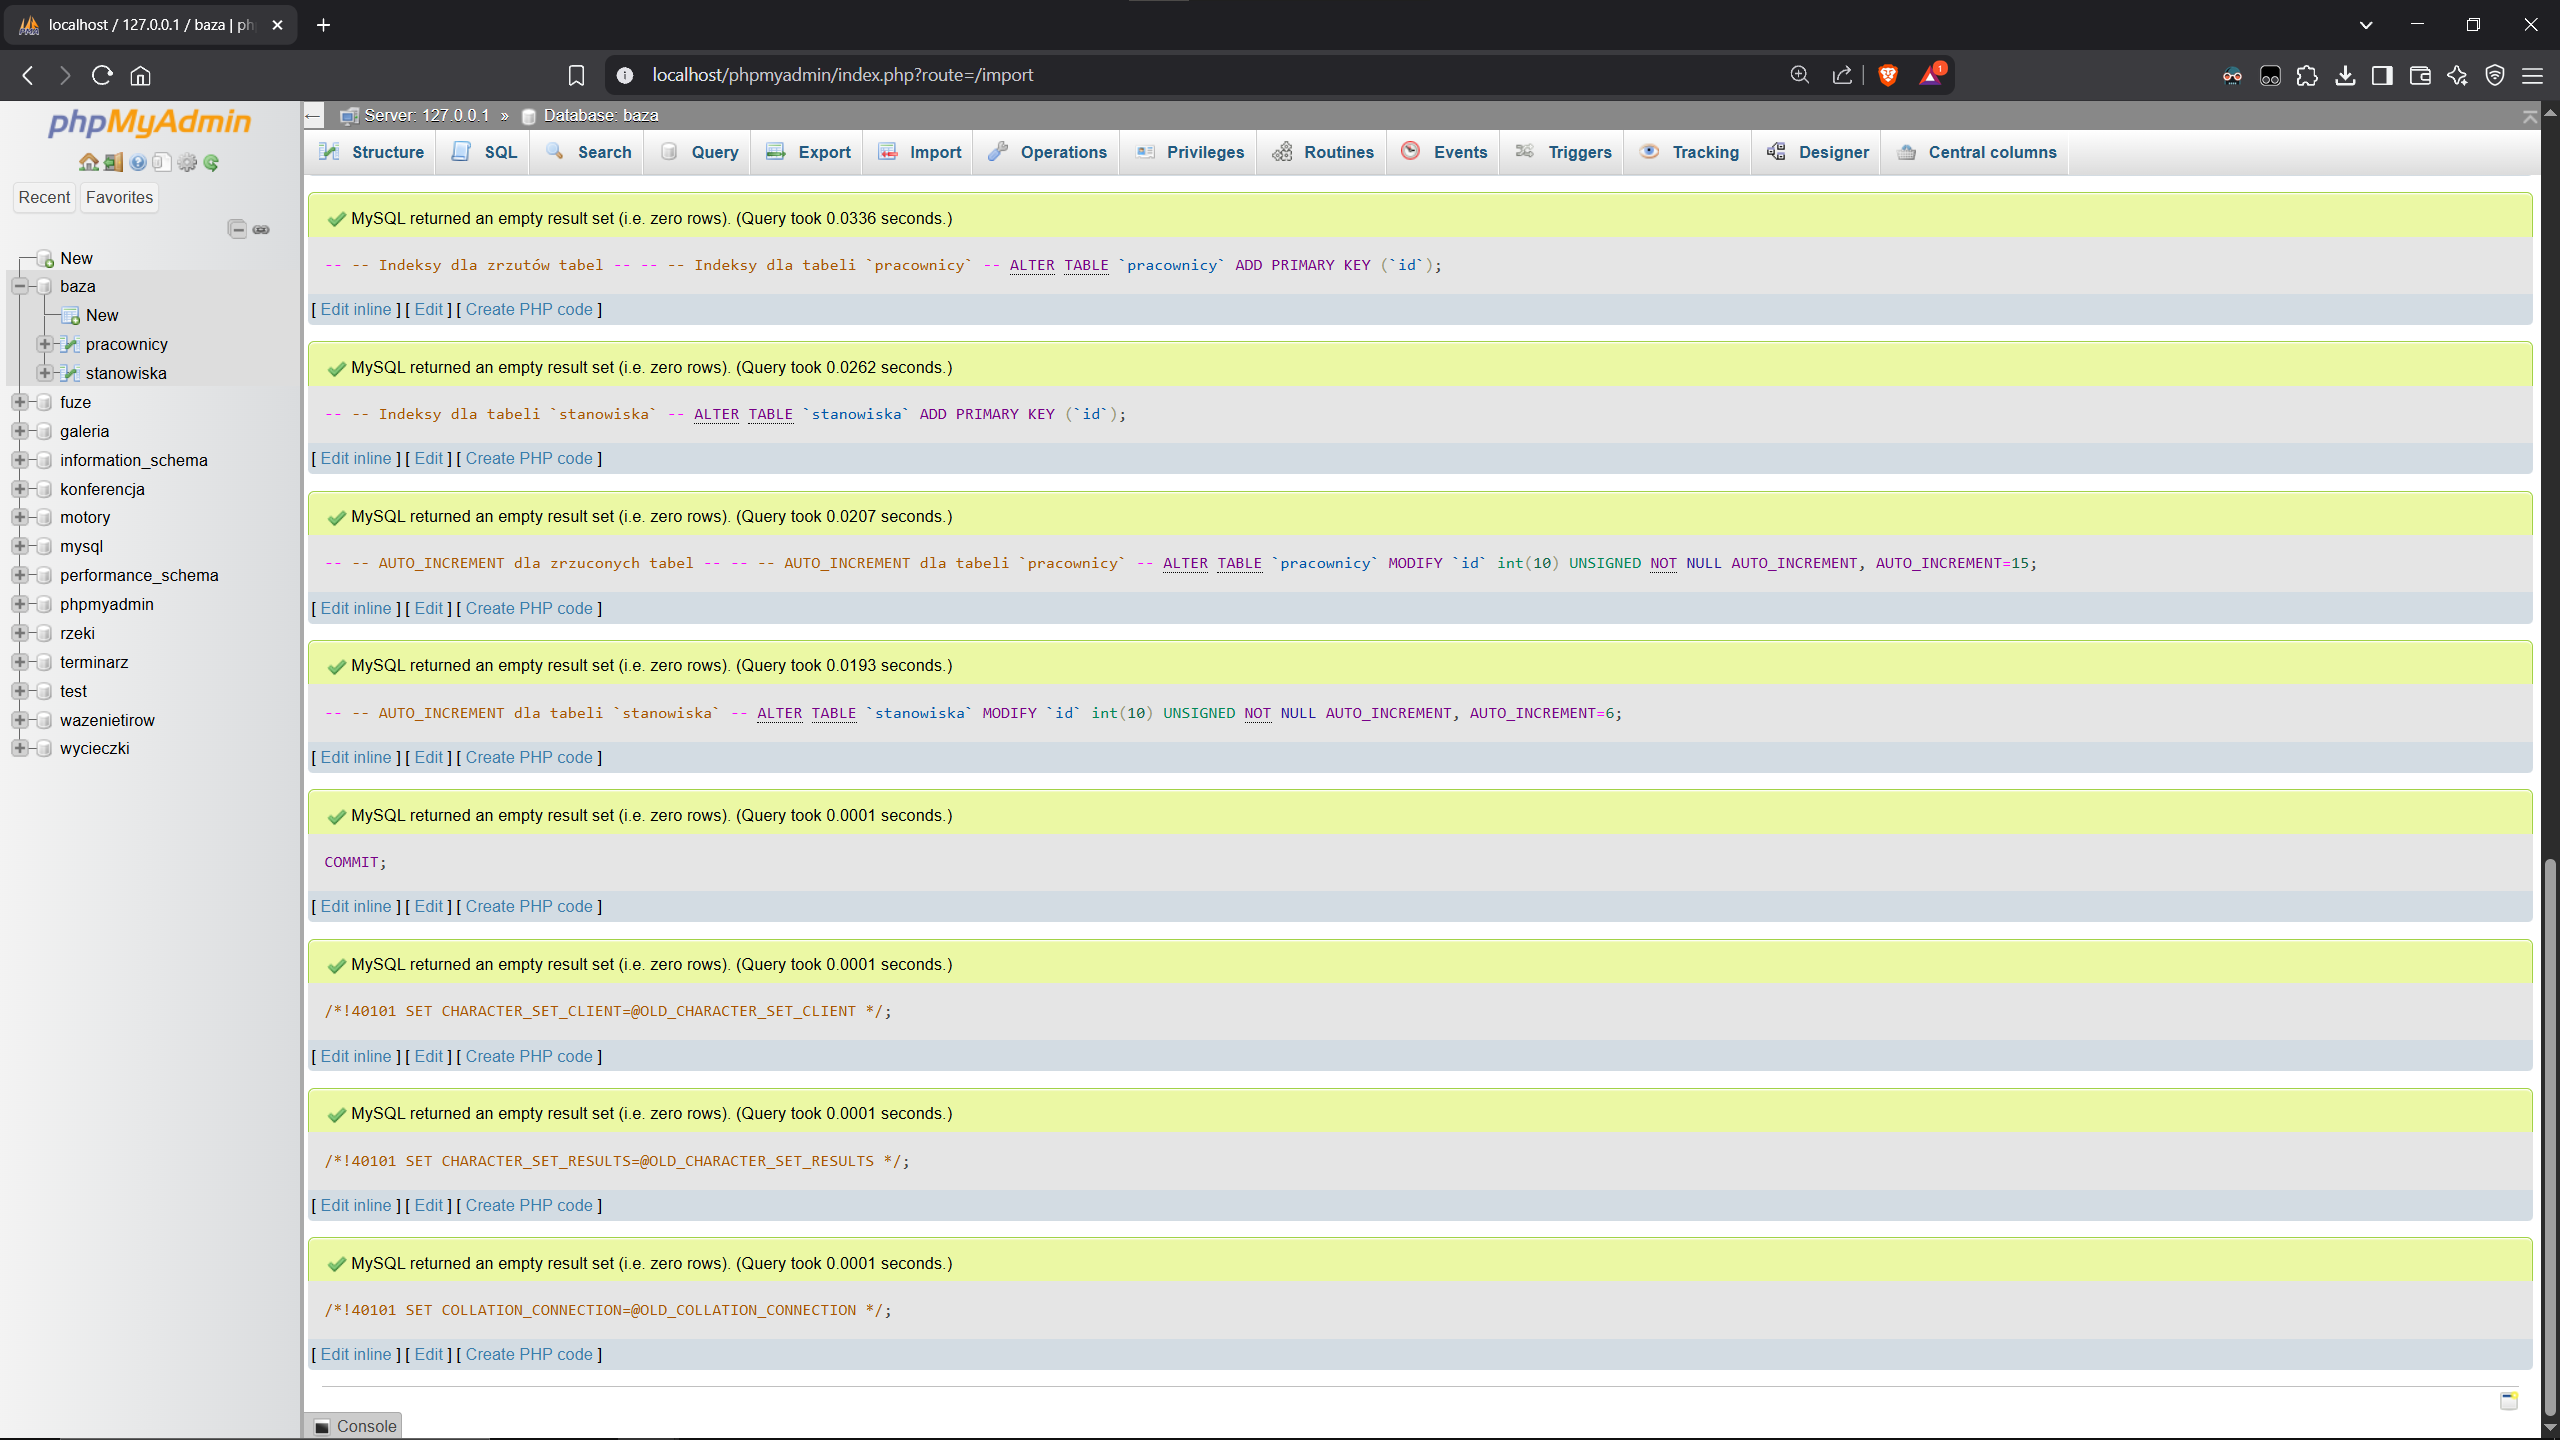 localhost / 127.0.0.1 / baza | ph
localhost/phpmyadmin/index.php?route=/import
1
phpMyAdmin
Recent
Favorites
New
baza
New
pracownicy
stanowiska
fuze
galeria
information_schema
konferencja
motory
mysql
performance_schema
phpmyadmin
rzeki
terminarz
test
wazenietirow
wycieczki
Server: 127.0.0.1 » Database: baza
Structure SQL Search Query Export Import Operations Privileges Routines Events Triggers Tracking Designer Central columns
MySQL returned an empty result set (i.e. zero rows). (Query took 0.0336 seconds.)
-- -- Indeksy dla zrzutów tabel -- -- -- Indeksy dla tabeli `pracownicy` -- ALTER TABLE `pracownicy` ADD PRIMARY KEY (`id`);
[ Edit inline ] [ Edit ] [ Create PHP code ]
MySQL returned an empty result set (i.e. zero rows). (Query took 0.0262 seconds.)
-- -- Indeksy dla tabeli `stanowiska` -- ALTER TABLE `stanowiska` ADD PRIMARY KEY (`id`);
[ Edit inline ] [ Edit ] [ Create PHP code ]
MySQL returned an empty result set (i.e. zero rows). (Query took 0.0207 seconds.)
-- -- AUTO_INCREMENT dla zrzuconych tabel -- -- -- AUTO_INCREMENT dla tabeli `pracownicy` -- ALTER TABLE `pracownicy` MODIFY `id` int(10) UNSIGNED NOT NULL AUTO_INCREMENT, AUTO_INCREMENT=15;
[ Edit inline ] [ Edit ] [ Create PHP code ]
MySQL returned an empty result set (i.e. zero rows). (Query took 0.0193 seconds.)
-- -- AUTO_INCREMENT dla tabeli `stanowiska` -- ALTER TABLE `stanowiska` MODIFY `id` int(10) UNSIGNED NOT NULL AUTO_INCREMENT, AUTO_INCREMENT=6;
[ Edit inline ] [ Edit ] [ Create PHP code ]
MySQL returned an empty result set (i.e. zero rows). (Query took 0.0001 seconds.)
COMMIT;
[ Edit inline ] [ Edit ] [ Create PHP code ]
MySQL returned an empty result set (i.e. zero rows). (Query took 0.0001 seconds.)
/*!40101 SET CHARACTER_SET_CLIENT=@OLD_CHARACTER_SET_CLIENT */;
[ Edit inline ] [ Edit ] [ Create PHP code ]
MySQL returned an empty result set (i.e. zero rows). (Query took 0.0001 seconds.)
/*!40101 SET CHARACTER_SET_RESULTS=@OLD_CHARACTER_SET_RESULTS */;
[ Edit inline ] [ Edit ] [ Create PHP code ]
MySQL returned an empty result set (i.e. zero rows). (Query took 0.0001 seconds.)
/*!40101 SET COLLATION_CONNECTION=@OLD_COLLATION_CONNECTION */;
[ Edit inline ] [ Edit ] [ Create PHP code ]
Console